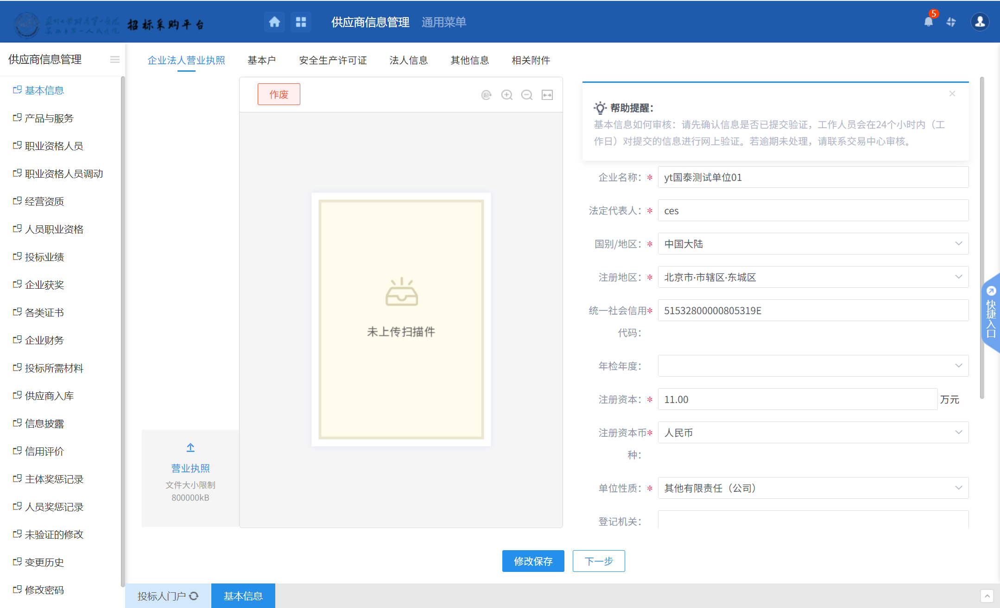 招标采购平台
供应商信息管理
通用菜单
5
供应商信息管理
基本信息
产品与服务
职业资格人员
职业资格人员调动
经营资质
人员职业资格
投标业绩
企业获奖
各类证书
企业财务
投标所需材料
供应商入库
信息披露
信用评价
主体奖惩记录
人员奖惩记录
未验证的修改
变更历史
修改密码
企业法人营业执照
基本户
安全生产许可证
法人信息
其他信息
相关附件
作废
未上传扫描件
营业执照
文件大小限制
800000kB
帮助提醒：
基本信息如何审核：请先确认信息是否已提交验证，工作人员会在24个小时内（工
作日）对提交的信息进行网上验证。若逾期未处理，请联系交易中心审核。
企业名称：* yt国泰测试单位01
法定代表人：* ces
国别/地区：* 中国大陆
注册地区：* 北京市·市辖区·东城区
统一社会信用* 51532800000805319E
代码：
年检年度：
注册资本：* 11.00 万元
注册资本币* 人民币
种：
单位性质：* 其他有限责任（公司）
登记机关：
快捷入口
修改保存
下一步
投标人门户
基本信息